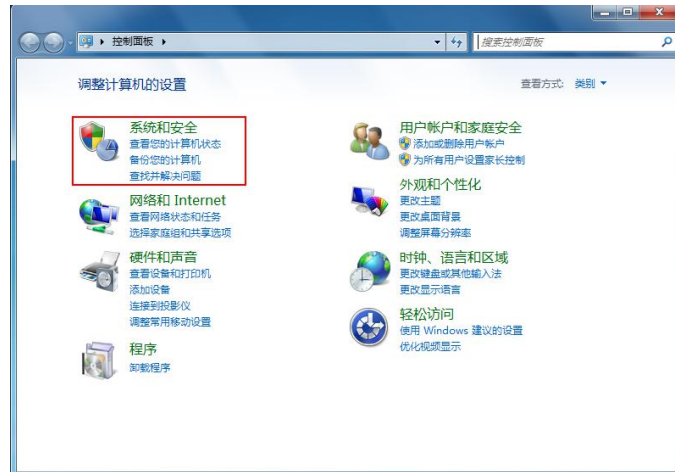 控制面板
搜索控制面板
调整计算机的设置
查看方式: 类别
系统和安全
查看您的计算机状态
备份您的计算机
查找并解决问题
网络和 Internet
查看网络状态和任务
选择家庭组和共享选项
硬件和声音
查看设备和打印机
添加设备
连接到投影仪
调整常用移动设置
程序
卸载程序
用户帐户和家庭安全
添加或删除用户帐户
为所有用户设置家长控制
外观和个性化
更改主题
更改桌面背景
调整屏幕分辨率
时钟、语言和区域
更改键盘或其他输入法
更改显示语言
轻松访问
使用 Windows 建议的设置
优化视频显示